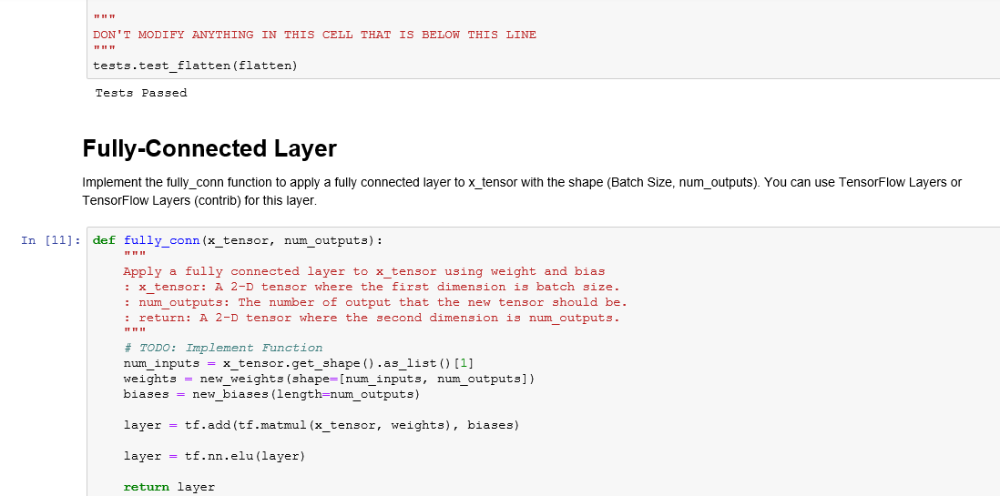 """
DON'T MODIFY ANYTHING IN THIS CELL THAT IS BELOW THIS LINE
"""
tests.test_flatten(flatten)
Tests Passed
Fully-Connected Layer
Implement the fully_conn function to apply a fully connected layer to x_tensor with the shape (Batch Size, num_outputs). You can use TensorFlow Layers or
TensorFlow Layers (contrib) for this layer.
In [11]: def fully_conn(x_tensor, num_outputs):
    """
    Apply a fully connected layer to x_tensor using weight and bias
    : x_tensor: A 2-D tensor where the first dimension is batch size.
    : num_outputs: The number of output that the new tensor should be.
    : return: A 2-D tensor where the second dimension is num_outputs.
    """
    # TODO: Implement Function
    num_inputs = x_tensor.get_shape().as_list()[1]
    weights = new_weights(shape=[num_inputs, num_outputs])
    biases = new_biases(length=num_outputs)
    layer = tf.add(tf.matmul(x_tensor, weights), biases)
    layer = tf.nn.elu(layer)
    return layer